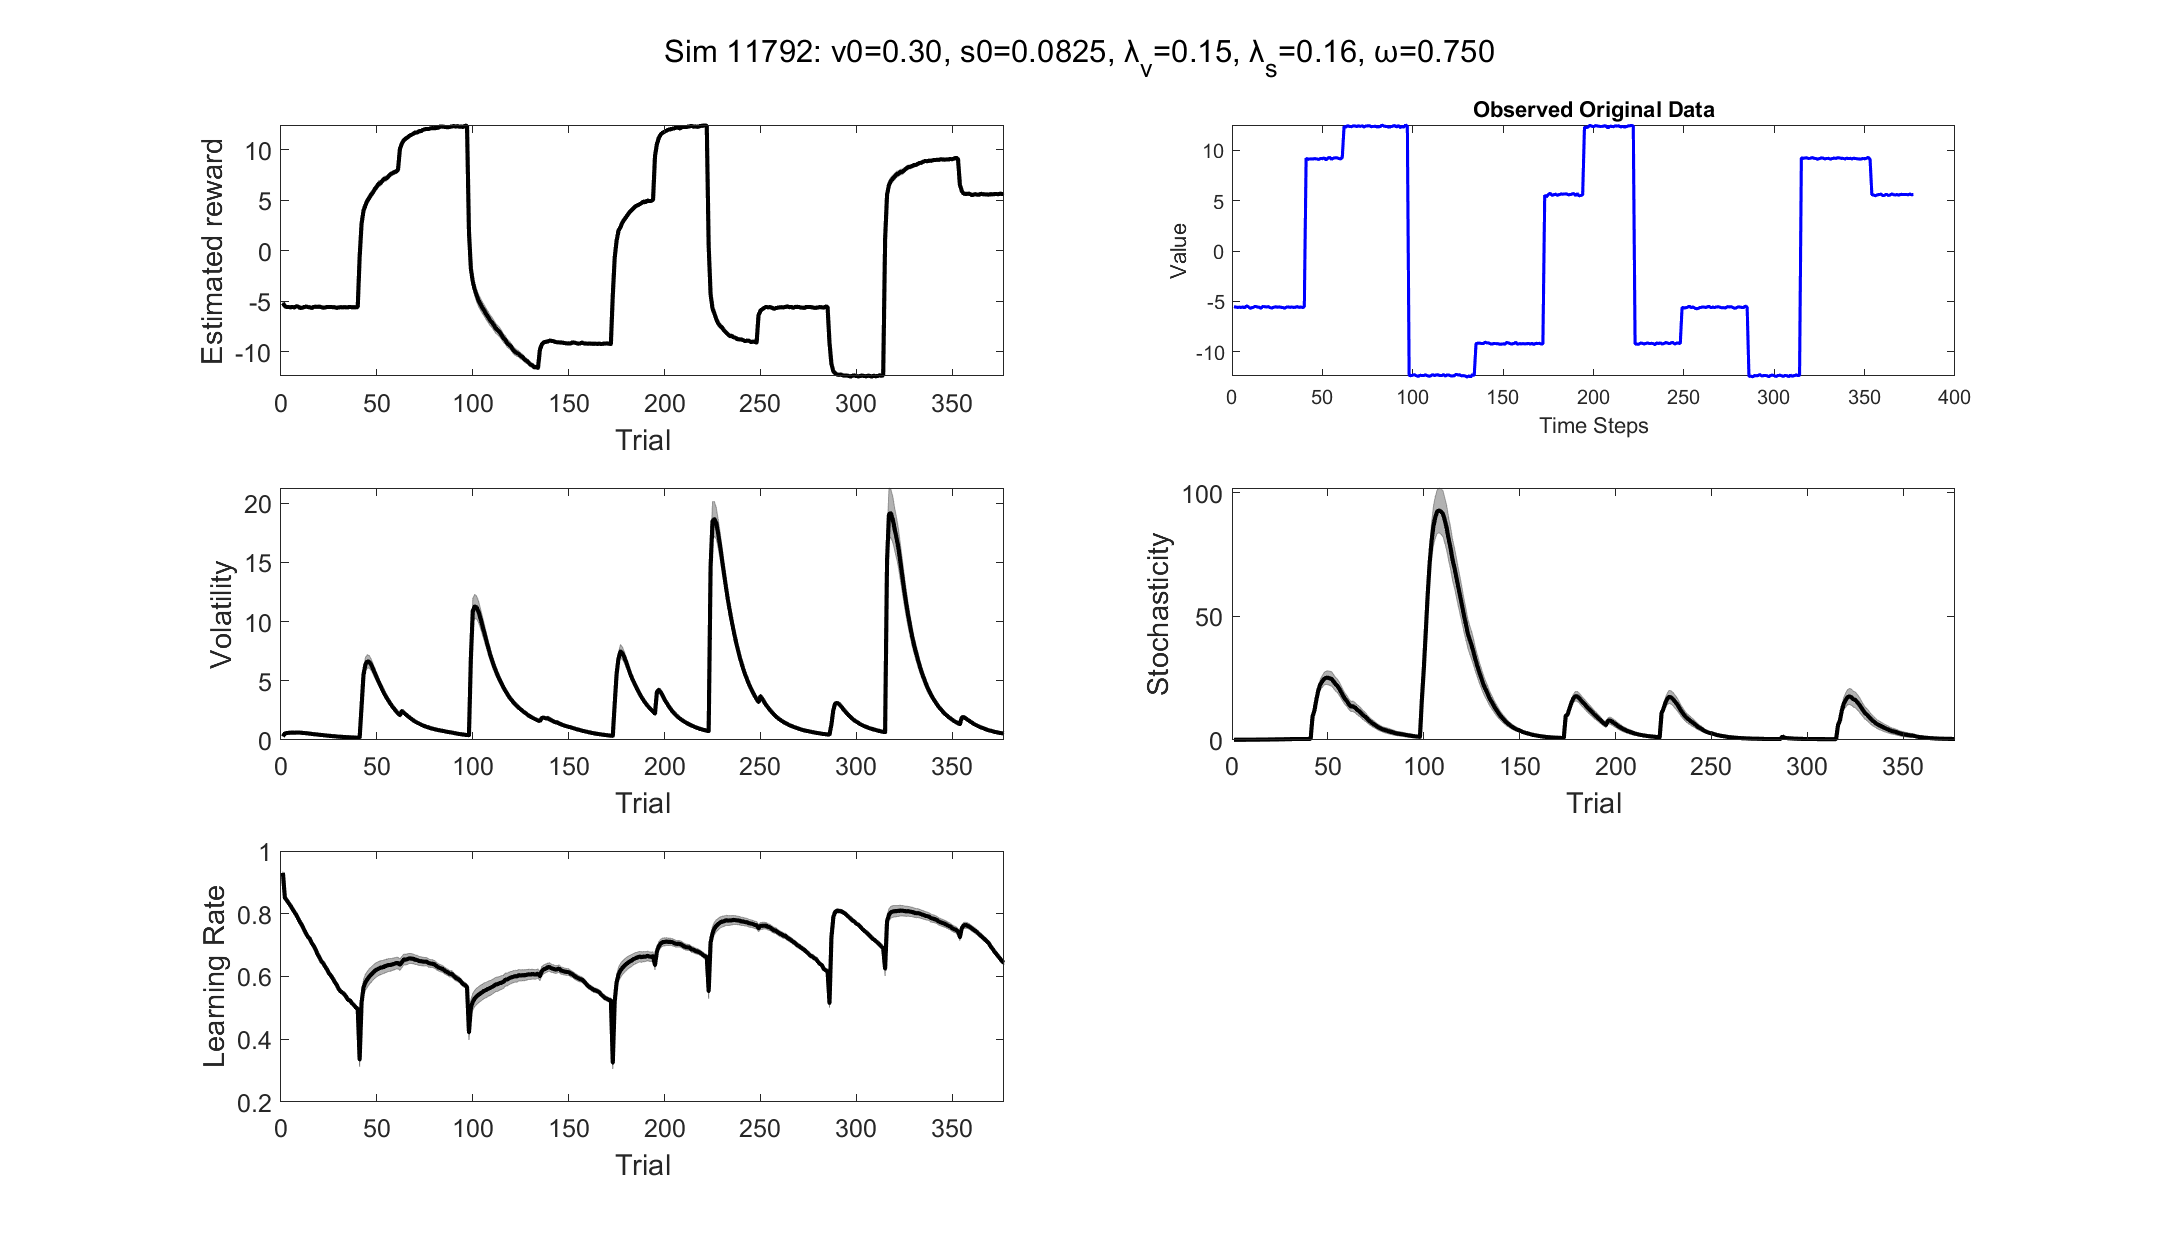 Sim 11792: v0=0.30, s0=0.0825, λ_v=0.15, λ_s=0.16, ω=0.750
Estimated reward
10
5
0
-5
-10
0 50 100 150 200 250 300 350
Trial
Observed Original Data
Value
10
5
0
-5
-10
0 50 100 150 200 250 300 350 400
Time Steps
Volatility
20
15
10
5
0
0 50 100 150 200 250 300 350
Trial
Stochasticity
100
50
0
0 50 100 150 200 250 300 350
Trial
Learning Rate
1
0.8
0.6
0.4
0.2
0 50 100 150 200 250 300 350
Trial